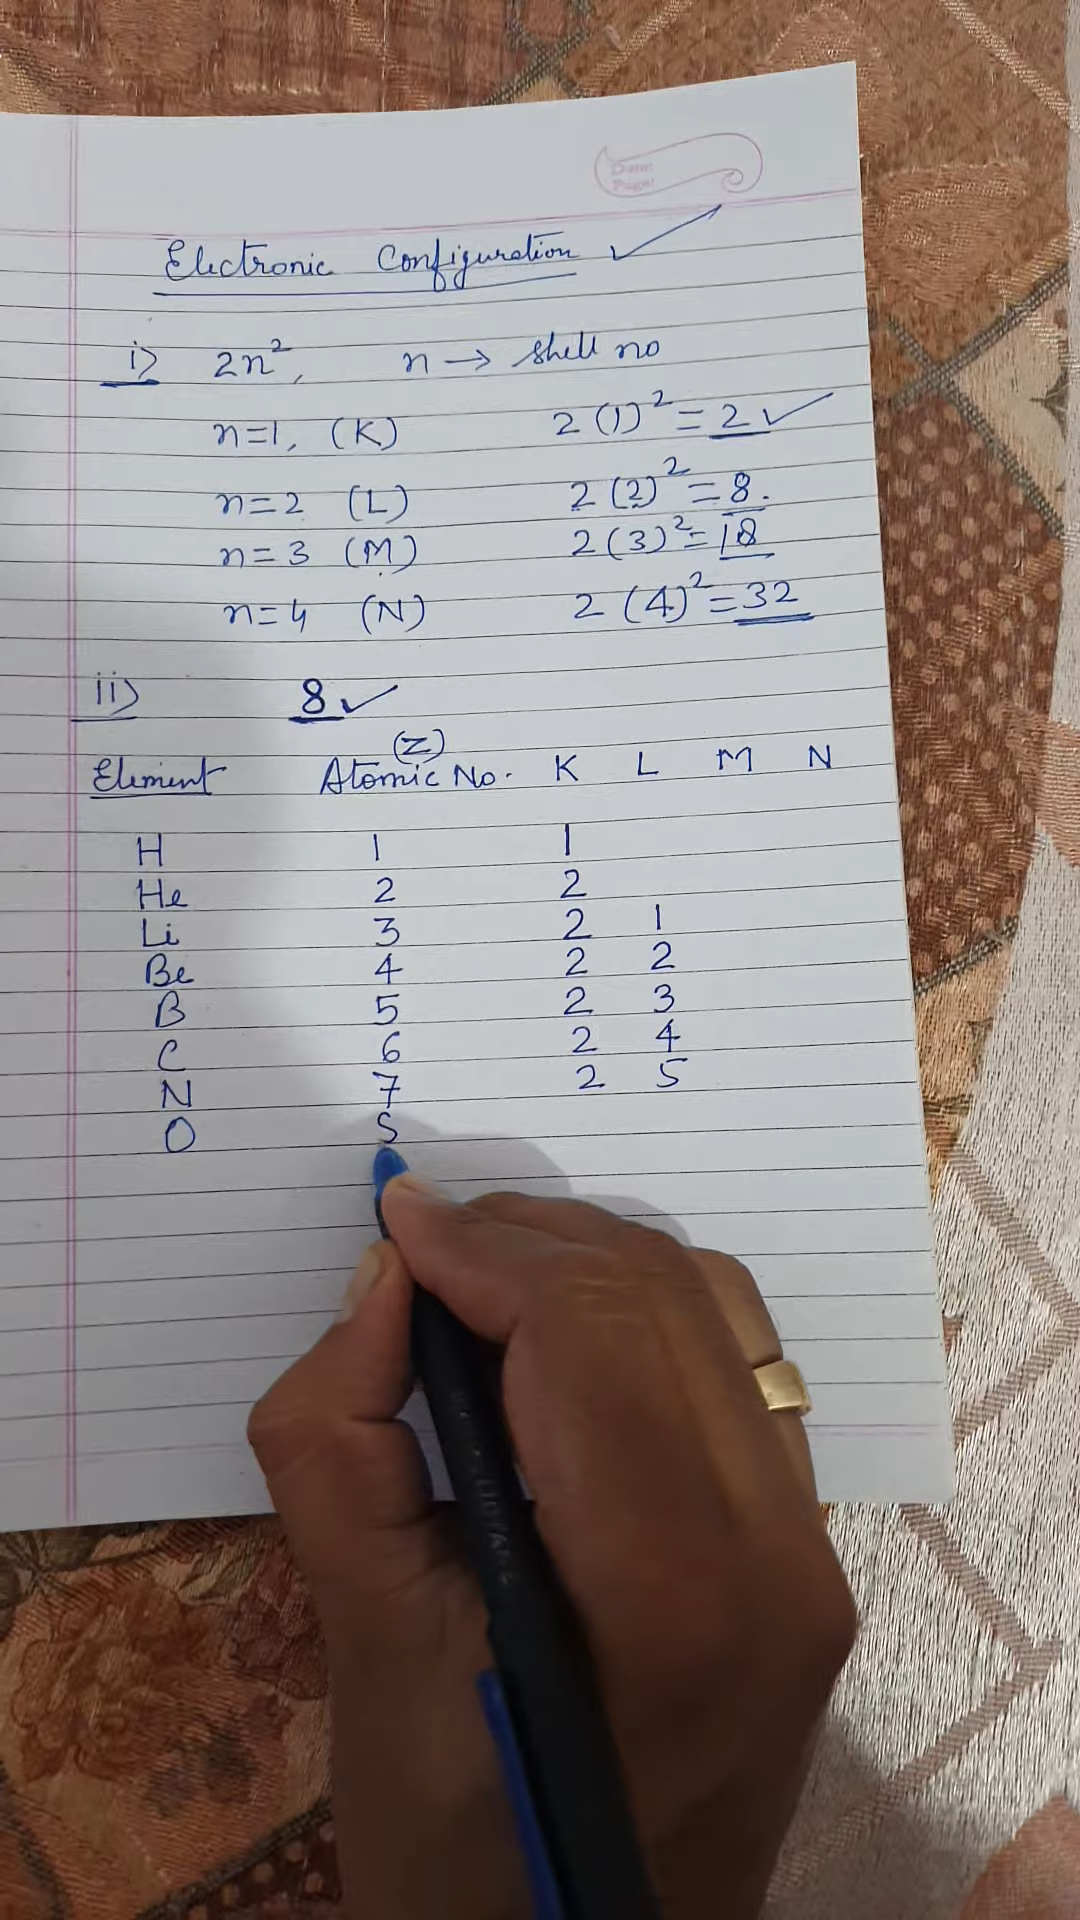 Date:
Page:
Electronic Configuration ✓
i) 2n², n → shell no
n=1, (K) 2(1)² = 2 ✓
n=2 (L) 2(2)² = 8.
n=3 (M) 2(3)² = 18
n=4 (N) 2(4)² = 32
ii) 8 ✓
(Z)
Element Atomic No. K L M N
H 1 1
He 2 2
Li 3 2 1
Be 4 2 2
B 5 2 3
C 6 2 4
N 7 2 5
O